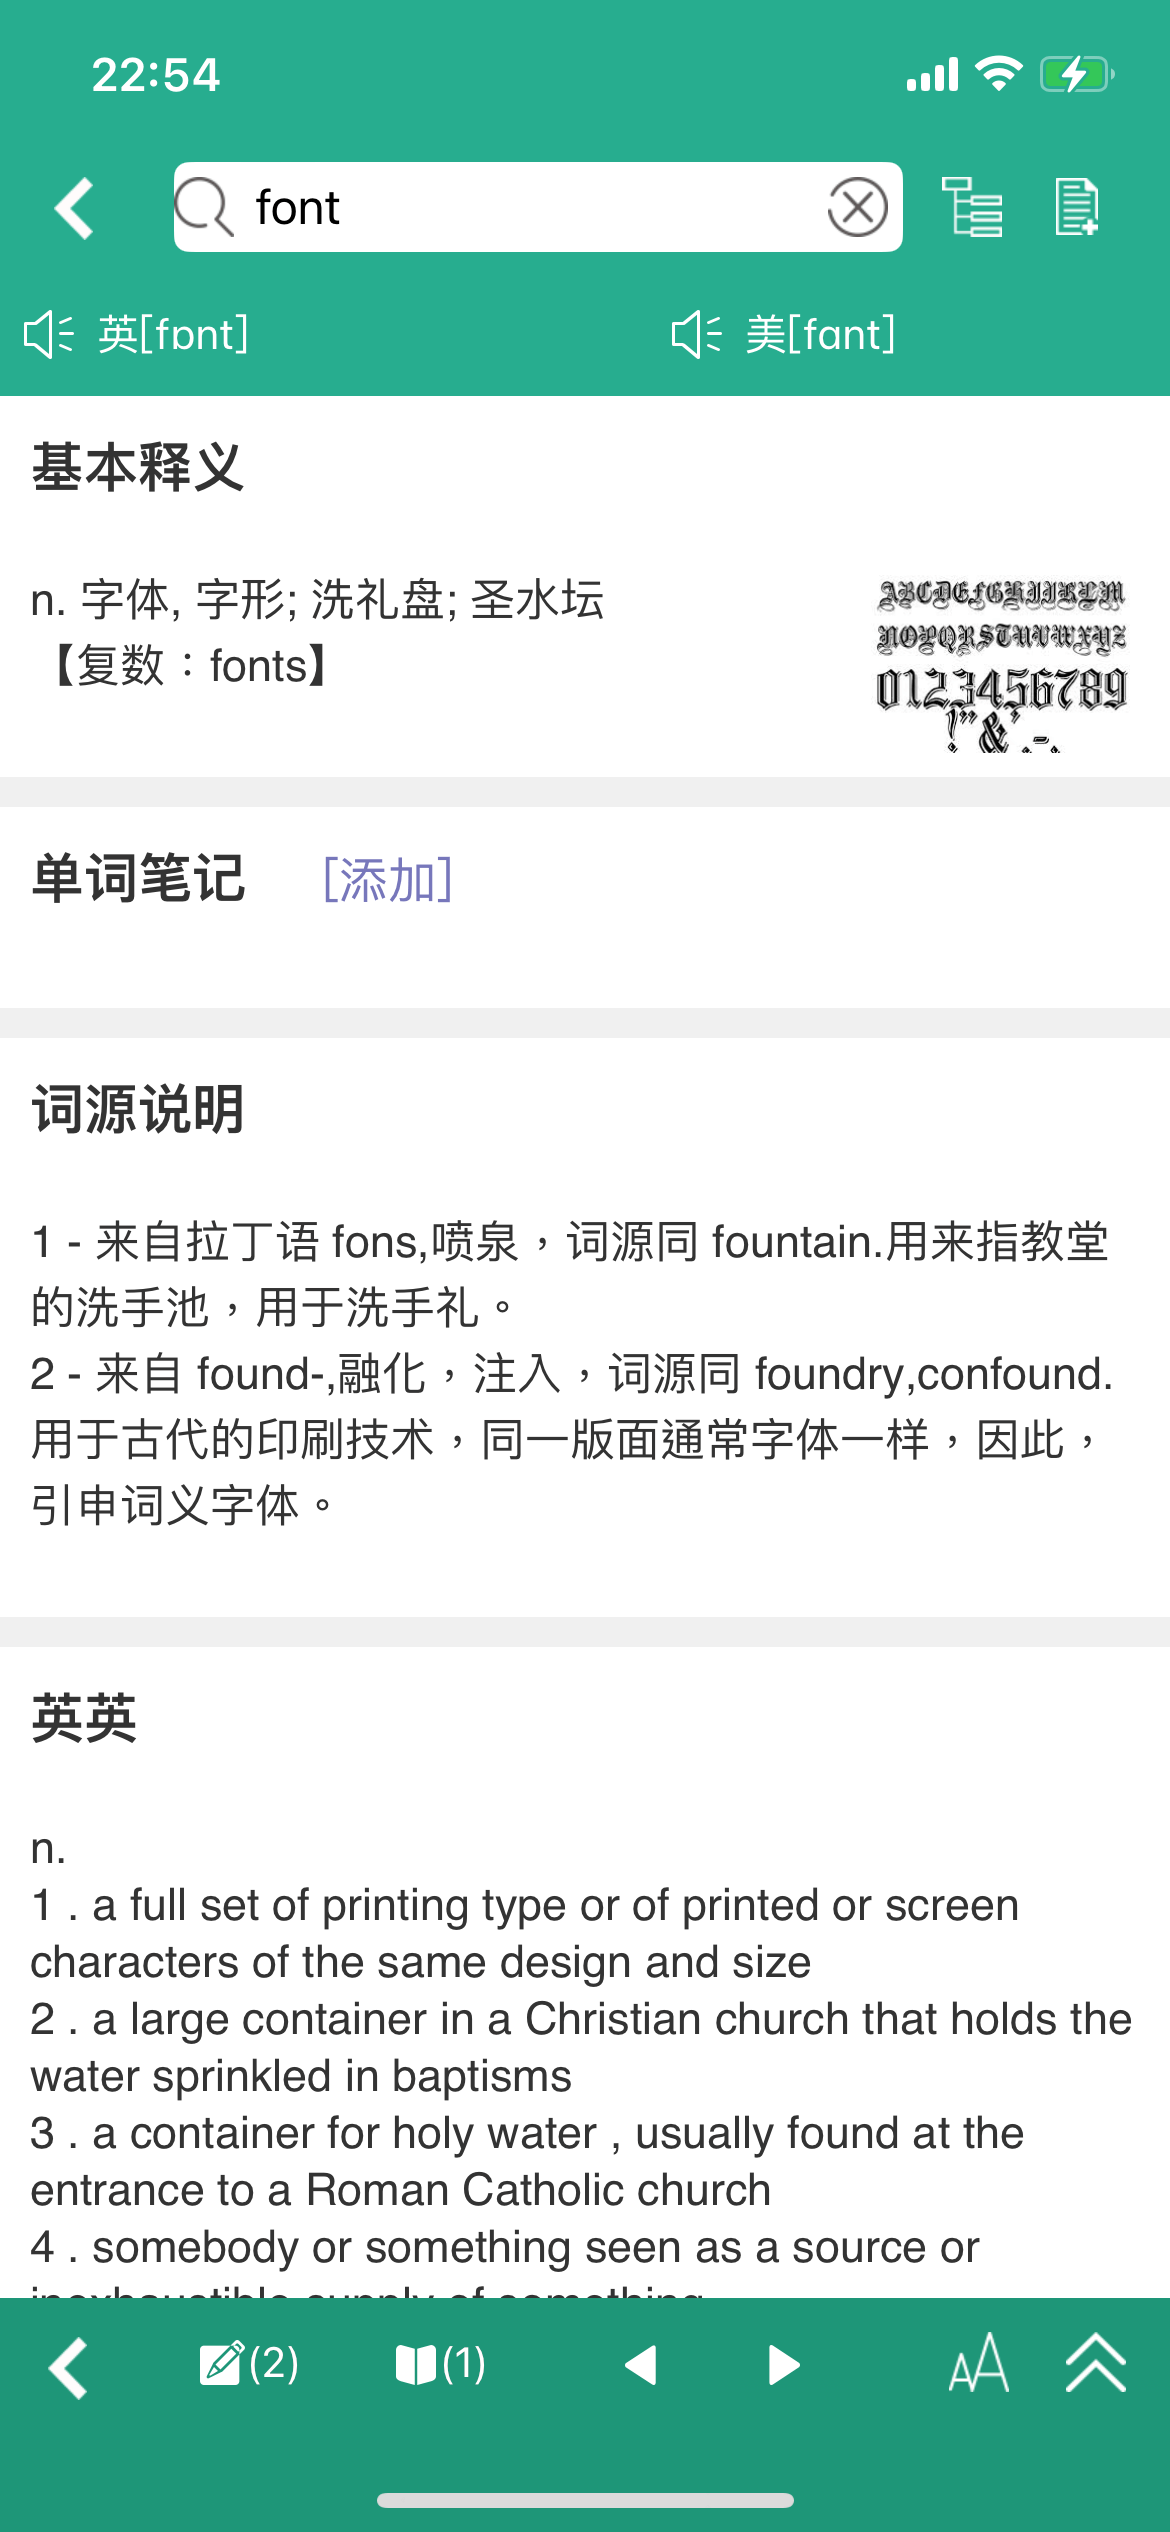 22:54
font
英[fɒnt]
美[fɑnt]
基本释义
n. 字体, 字形; 洗礼盘; 圣水坛
【复数：fonts】
ABCDEFGHIJKLM
NOPQRSTUVWXYZ
0123456789
!"&',.-.
单词笔记 [添加]
词源说明
1 - 来自拉丁语 fons,喷泉，词源同 fountain.用来指教堂
的洗手池，用于洗手礼。
2 - 来自 found-,融化，注入，词源同 foundry,confound.
用于古代的印刷技术，同一版面通常字体一样，因此，
引申词义字体。
英英
n.
1 . a full set of printing type or of printed or screen
characters of the same design and size
2 . a large container in a Christian church that holds the
water sprinkled in baptisms
3 . a container for holy water , usually found at the
entrance to a Roman Catholic church
4 . somebody or something seen as a source or
inexhaustible supply of something
(2)
(1)
AA